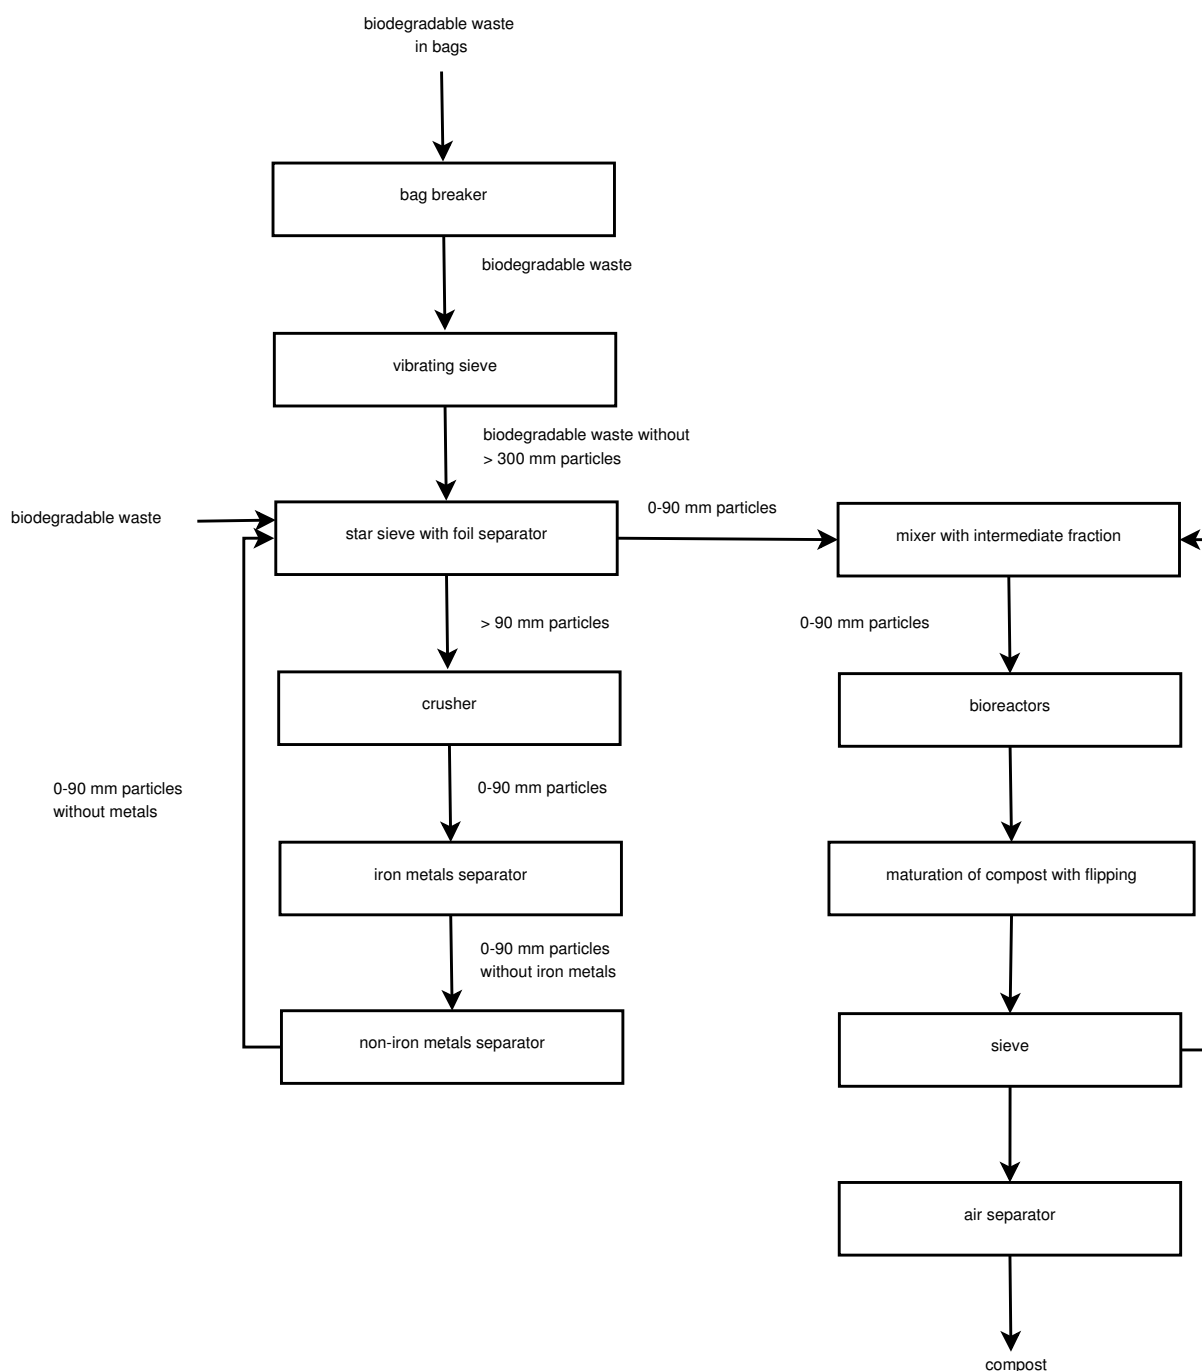 biodegradable waste
in bags
bag breaker
biodegradable waste
vibrating sieve
biodegradable waste without
> 300 mm particles
biodegradable waste
star sieve with foil separator
0-90 mm particles
mixer with intermediate fraction
> 90 mm particles
0-90 mm particles
crusher
bioreactors
0-90 mm particles
without metals
0-90 mm particles
iron metals separator
maturation of compost with flipping
0-90 mm particles
without iron metals
non-iron metals separator
sieve
air separator
compost